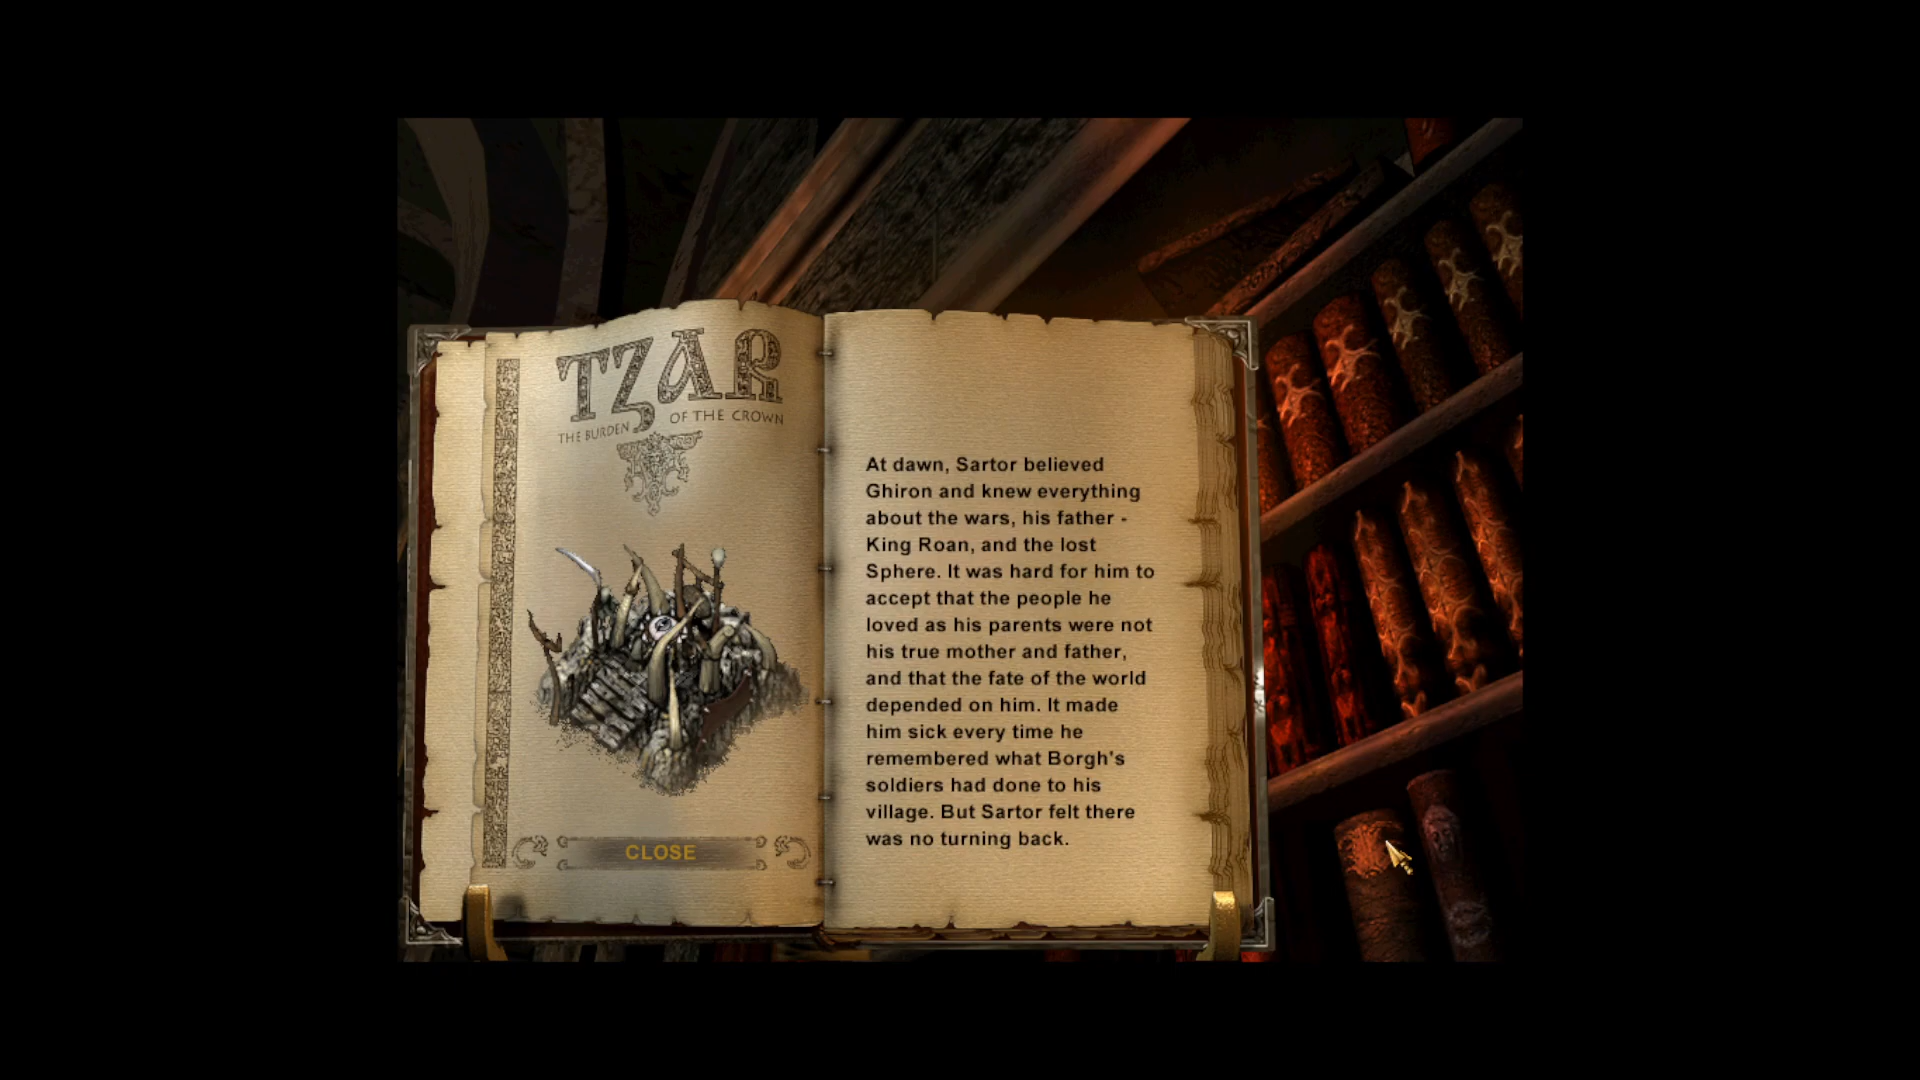 TZAR
THE BURDEN OF THE CROWN
CLOSE
At dawn, Sartor believed
Ghiron and knew everything
about the wars, his father -
King Roan, and the lost
Sphere. It was hard for him to
accept that the people he
loved as his parents were not
his true mother and father,
and that the fate of the world
depended on him. It made
him sick every time he
remembered what Borgh's
soldiers had done to his
village. But Sartor felt there
was no turning back.